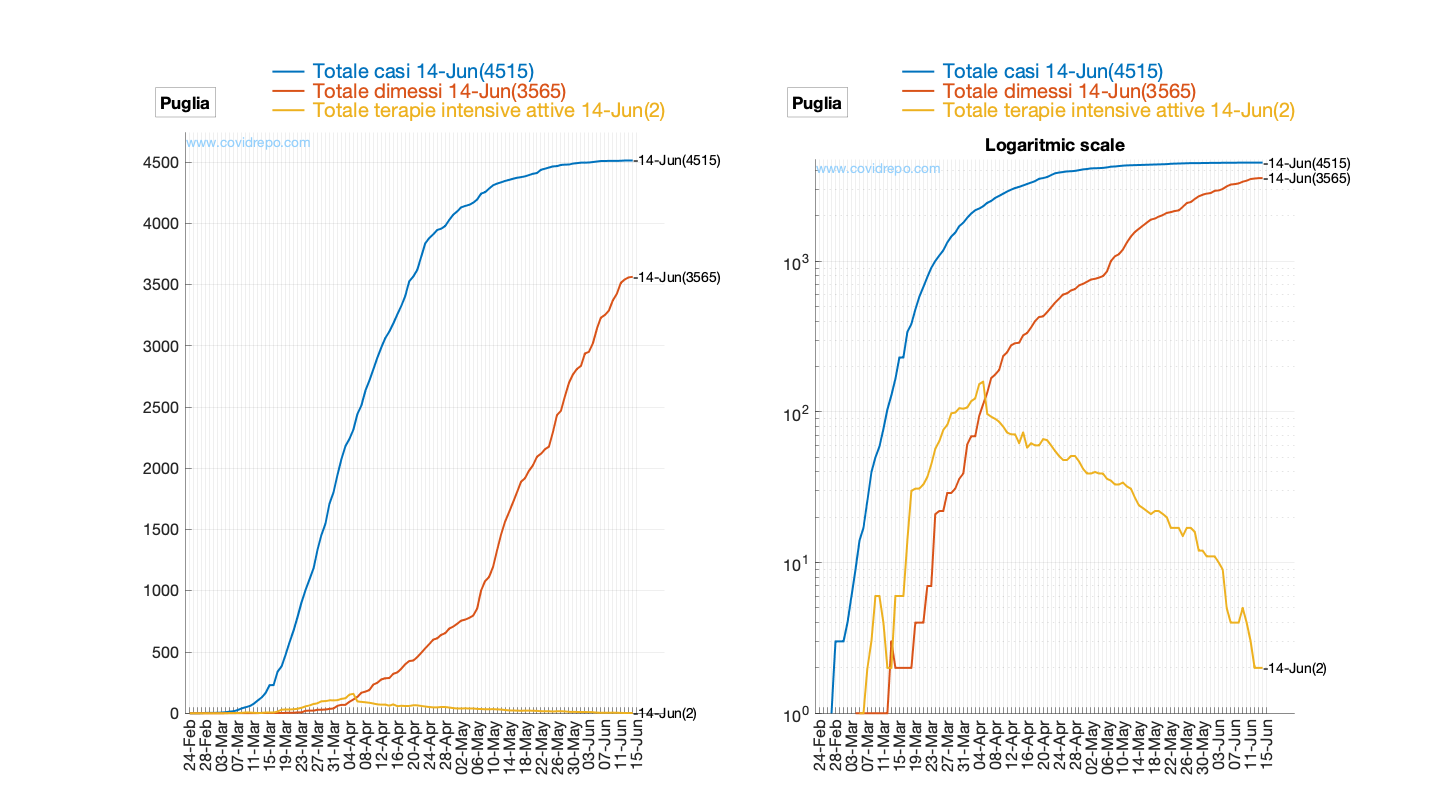 Totale casi 14-Jun(4515)
Totale dimessi 14-Jun(3565)
Totale terapie intensive attive 14-Jun(2)
Puglia
www.covidrepo.com
4500
4000
3500
3000
2500
2000
1500
1000
500
0
-14-Jun(4515)
-14-Jun(3565)
-14-Jun(2)
24-Feb
28-Feb
03-Mar
07-Mar
11-Mar
15-Mar
19-Mar
23-Mar
27-Mar
31-Mar
04-Apr
08-Apr
12-Apr
16-Apr
20-Apr
24-Apr
28-Apr
02-May
06-May
10-May
14-May
18-May
22-May
26-May
30-May
03-Jun
07-Jun
11-Jun
15-Jun
Totale casi 14-Jun(4515)
Totale dimessi 14-Jun(3565)
Totale terapie intensive attive 14-Jun(2)
Puglia
Logaritmic scale
www.covidrepo.com
10³
10²
10¹
10⁰
-14-Jun(4515)
-14-Jun(3565)
-14-Jun(2)
24-Feb
28-Feb
03-Mar
07-Mar
11-Mar
15-Mar
19-Mar
23-Mar
27-Mar
31-Mar
04-Apr
08-Apr
12-Apr
16-Apr
20-Apr
24-Apr
28-Apr
02-May
06-May
10-May
14-May
18-May
22-May
26-May
30-May
03-Jun
07-Jun
11-Jun
15-Jun